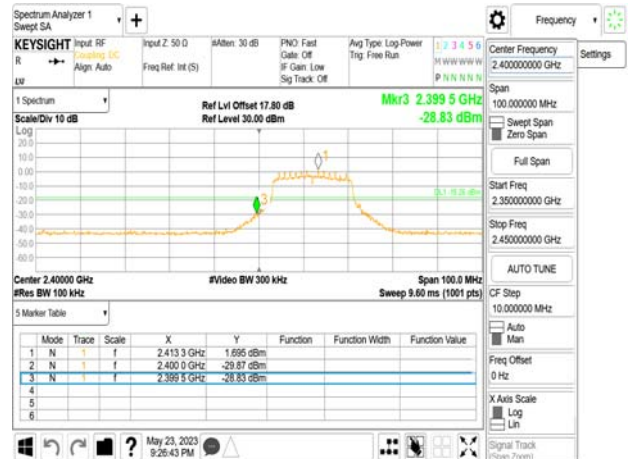 Spectrum Analyzer 1
Swept SA
+
Frequency
KEYSIGHT
R
LXI
Input: RF
Coupling: DC
Align: Auto
Input Z: 50 Ω
Freq Ref: Int (S)
#Atten: 30 dB
PNO: Fast
Gate: Off
IF Gain: Low
Sig Track: Off
Avg Type: Log-Power
Trig: Free Run
1 2 3 4 5 6
M W W W W W
P N N N N N
1 Spectrum
Scale/Div 10 dB
Ref Lvl Offset 17.80 dB
Ref Level 30.00 dBm
Mkr3 2.399 5 GHz
-28.83 dBm
Log
20.0
10.0
0.00
-10.0
-20.0
-30.0
-40.0
-50.0
-60.0
1
3
Center 2.40000 GHz
#Res BW 100 kHz
#Video BW 300 kHz
Span 100.0 MHz
Sweep 9.60 ms (1001 pts)
5 Marker Table
Mode Trace Scale X Y Function Function Width Function Value
1 N 1 f 2.413 3 GHz 1.695 dBm
2 N 1 f 2.400 0 GHz -29.87 dBm
3 N 1 f 2.399 5 GHz -28.83 dBm
4
5
6
?
May 23, 2023
9:26:43 PM
Center Frequency
2.400000000 GHz
Settings
Span
100.000000 MHz
Swept Span
Zero Span
Full Span
Start Freq
2.350000000 GHz
Stop Freq
2.450000000 GHz
AUTO TUNE
CF Step
10.000000 MHz
Auto
Man
Freq Offset
0 Hz
X Axis Scale
Log
Lin
Signal Track
(Span Zoom)